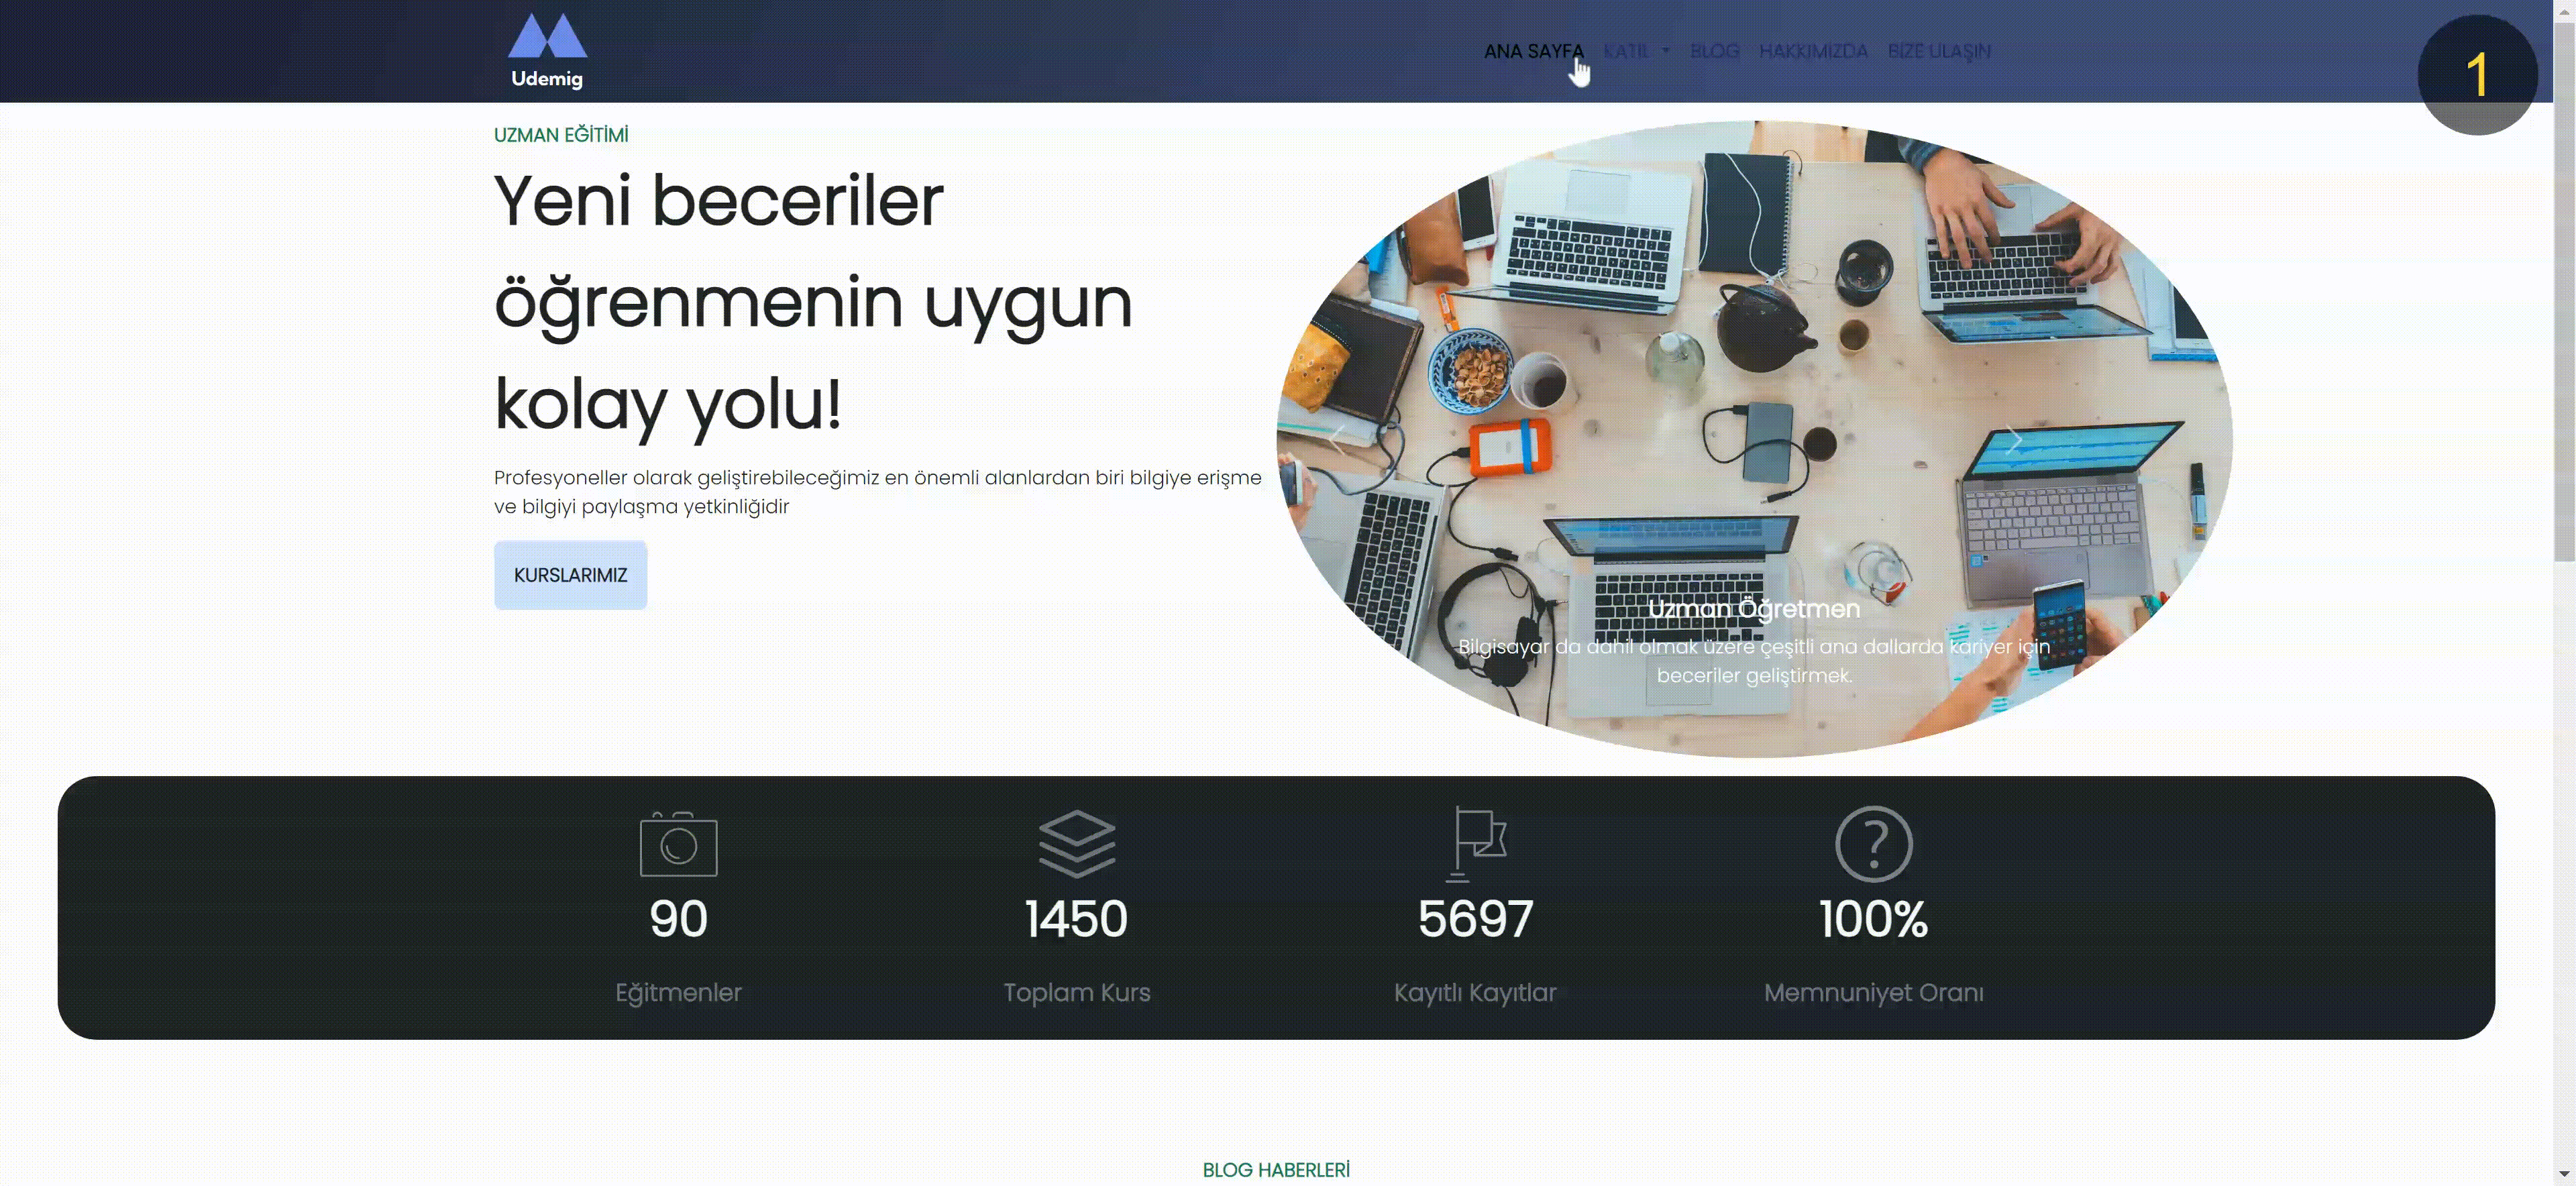 Udemig
ANA SAYFA KATIL BLOG HAKKIMIZDA BİZE ULAŞIN
1
UZMAN EĞİTİMİ
Yeni beceriler
öğrenmenin uygun
kolay yolu!
Profesyoneller olarak geliştirebileceğimiz en önemli alanlardan biri bilgiye erişme
ve bilgiyi paylaşma yetkinliğidir
KURSLARIMIZ
Uzman Öğretmen
Bilgisayar da dahil olmak üzere çeşitli ana dallarda kariyer için
beceriler geliştirmek.
90
1450
5697
100%
Eğitmenler
Toplam Kurs
Kayıtlı Kayıtlar
Memnuniyet Oranı
BLOG HABERLERİ